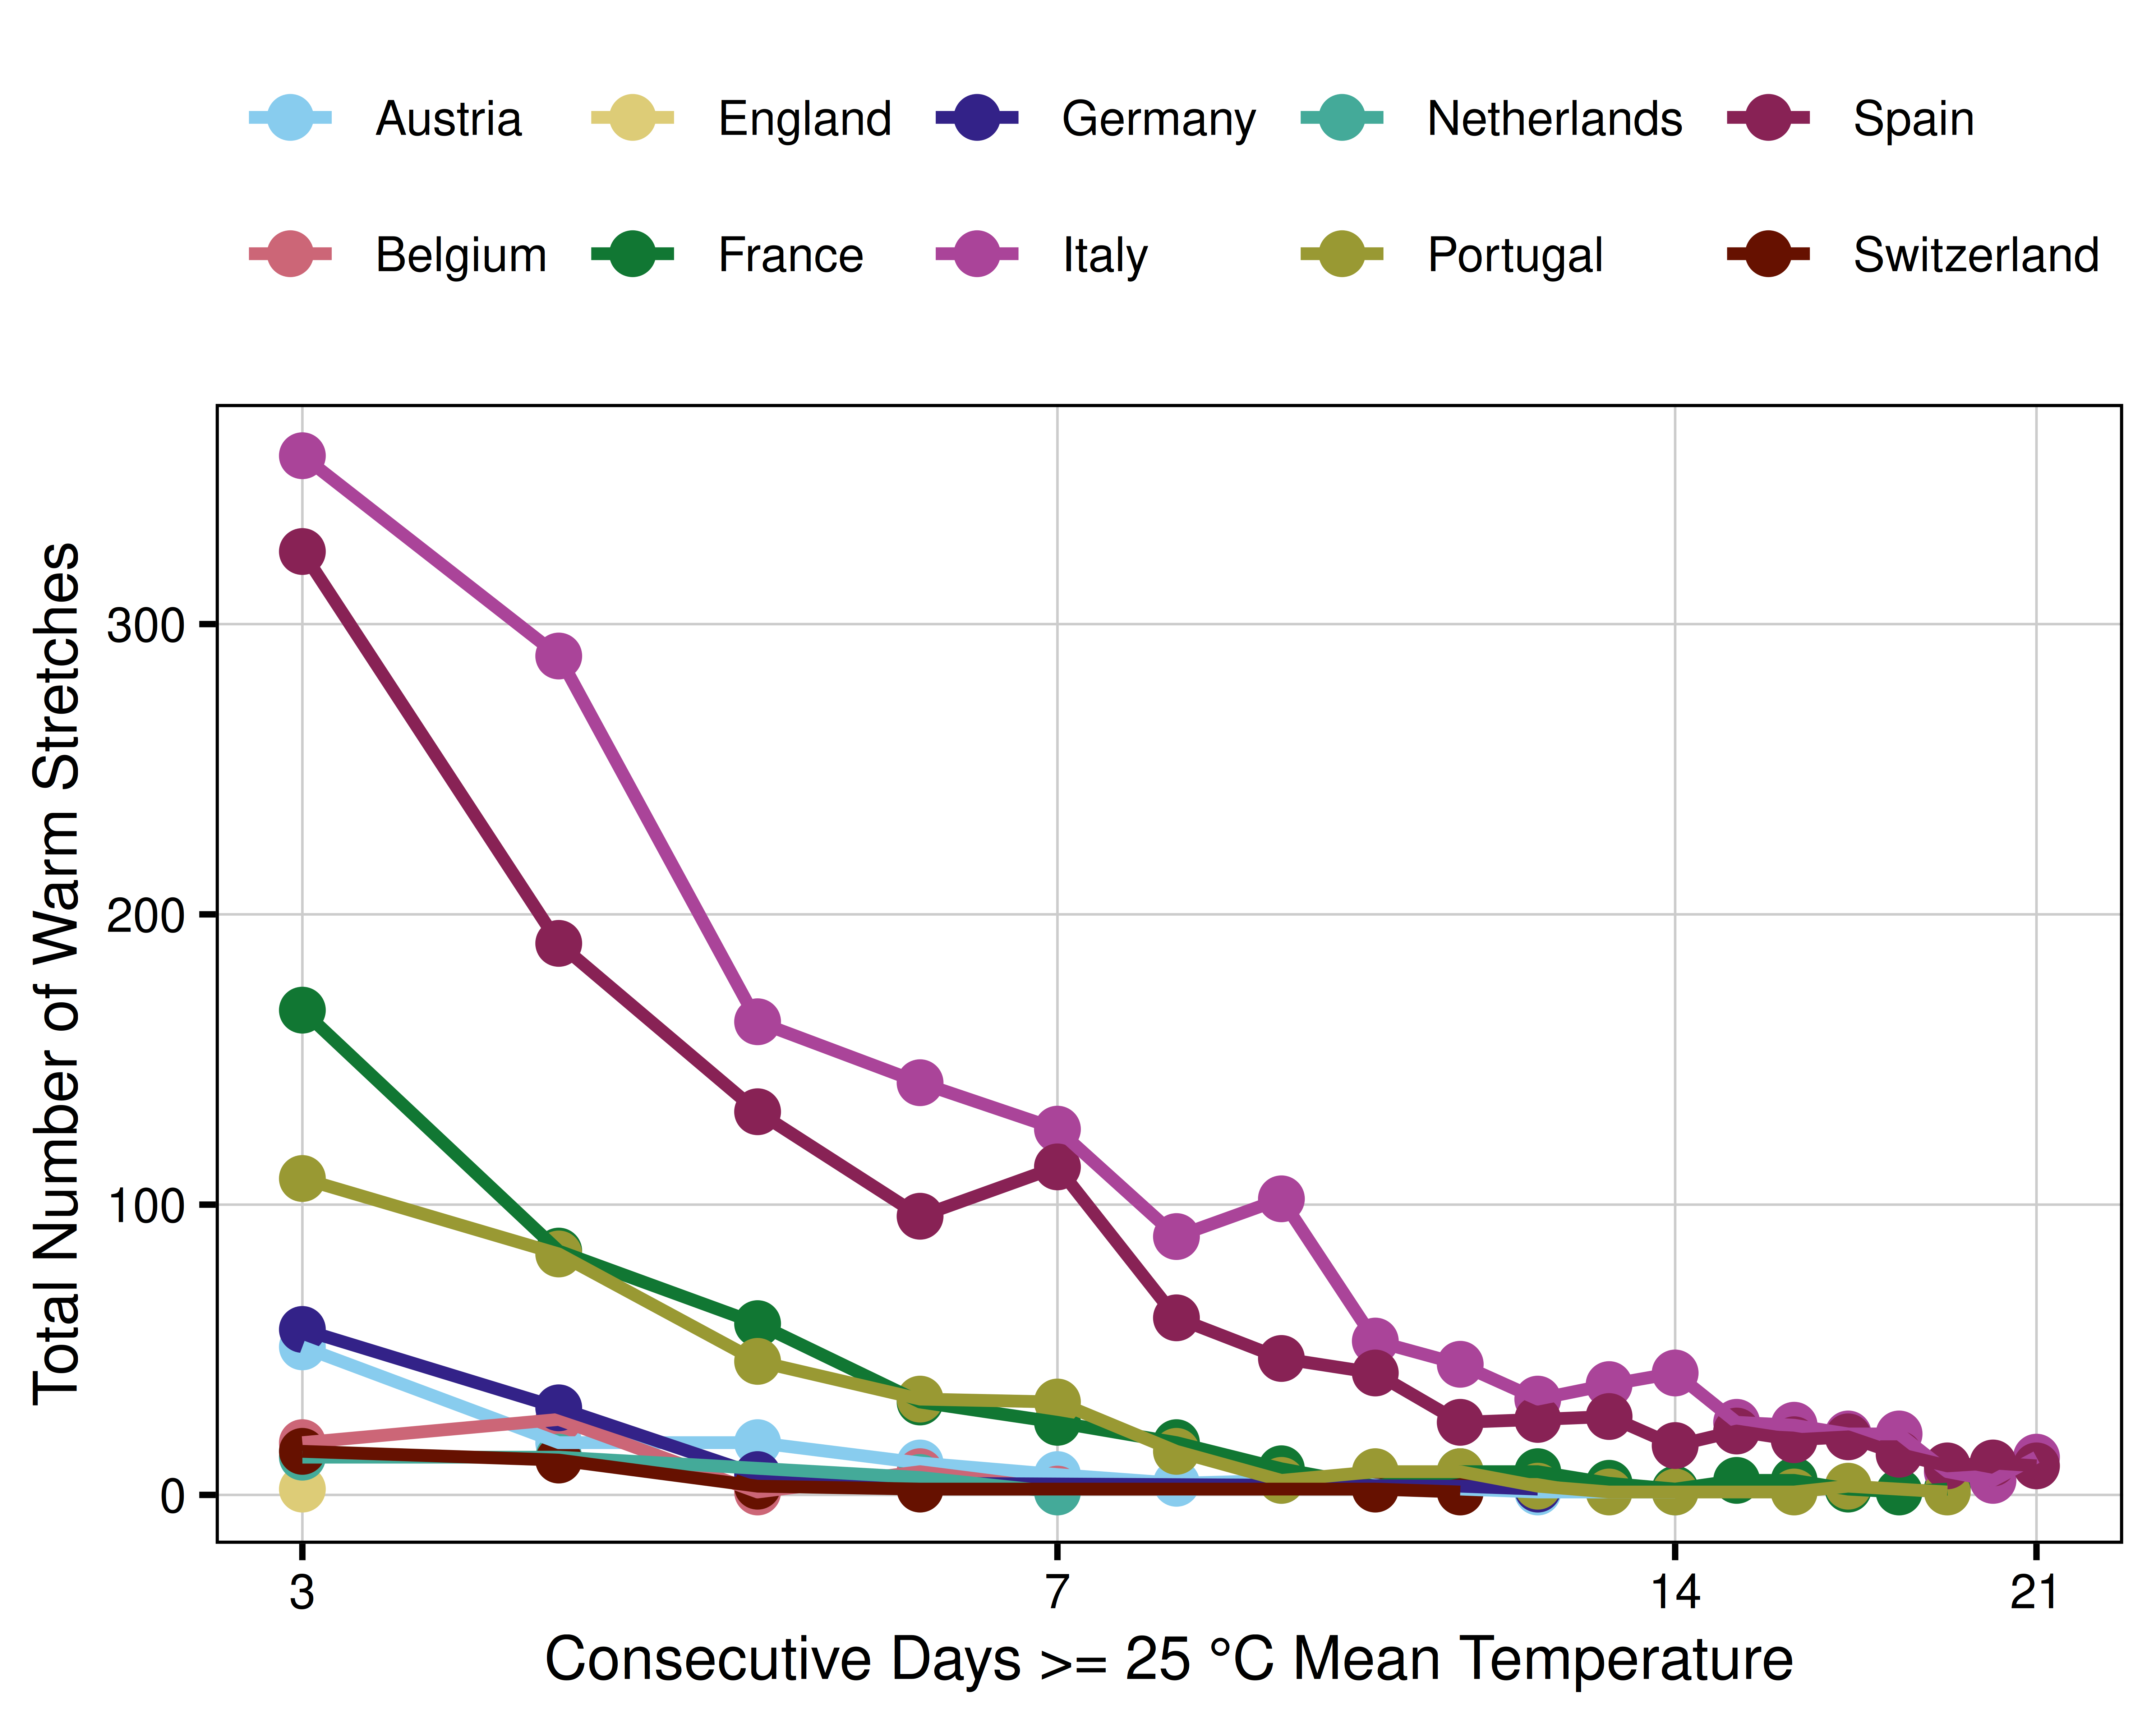 Austria England Germany Netherlands Spain
Belgium France Italy Portugal Switzerland
Total Number of Warm Stretches
300
200
100
0
3 7 14 21
Consecutive Days >= 25 °C Mean Temperature